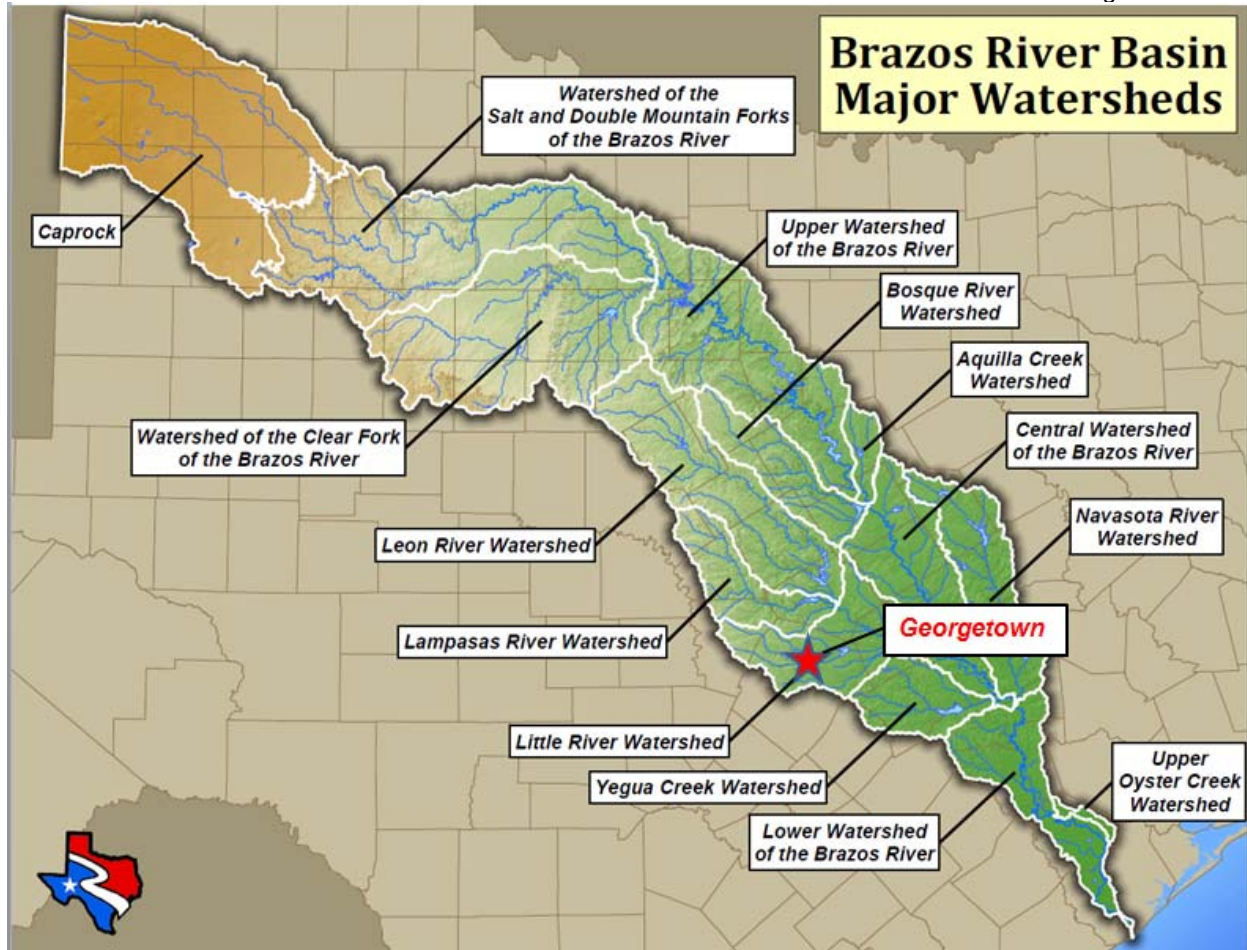 Brazos River Basin
Major Watersheds
Watershed of the
Salt and Double Mountain Forks
of the Brazos River
Caprock
Upper Watershed
of the Brazos River
Bosque River
Watershed
Aquilla Creek
Watershed
Watershed of the Clear Fork
of the Brazos River
Central Watershed
of the Brazos River
Navasota River
Watershed
Leon River Watershed
Georgetown
Lampasas River Watershed
Little River Watershed
Yegua Creek Watershed
Upper
Oyster Creek
Watershed
Lower Watershed
of the Brazos River